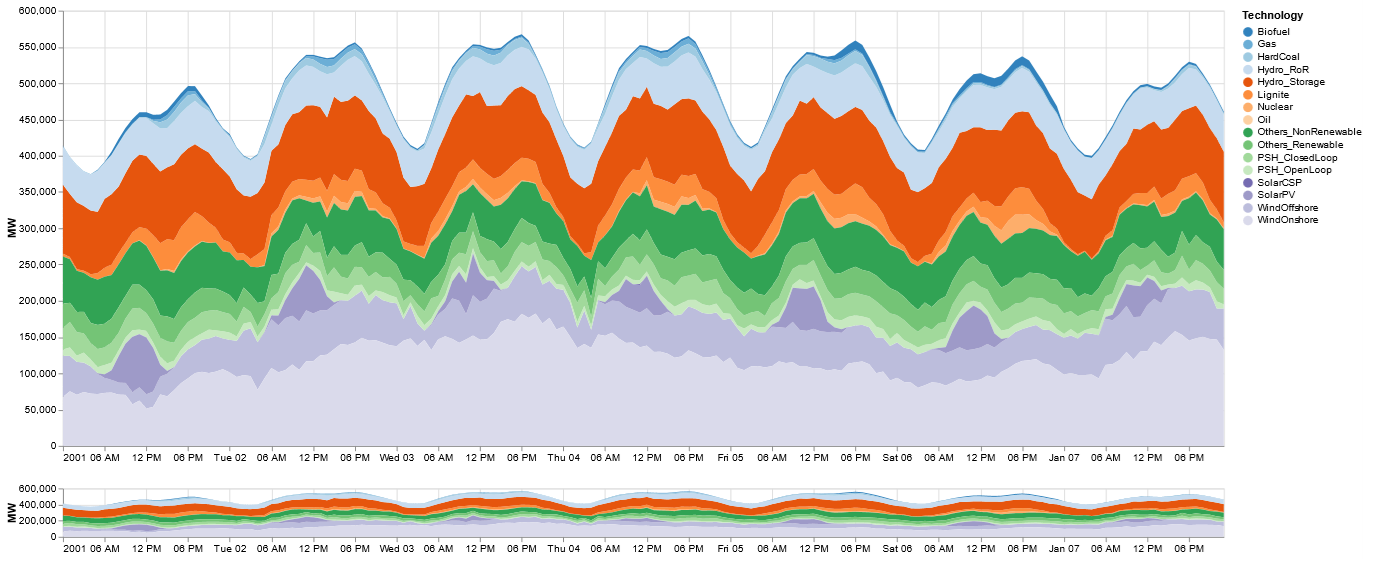 600,000
550,000
500,000
450,000
400,000
350,000
300,000
250,000
200,000
150,000
100,000
50,000
0
MW
2001 06 AM 12 PM 06 PM Tue 02 06 AM 12 PM 06 PM Wed 03 06 AM 12 PM 06 PM Thu 04 06 AM 12 PM 06 PM Fri 05 06 AM 12 PM 06 PM Sat 06 06 AM 12 PM 06 PM Jan 07 06 AM 12 PM 06 PM
Technology
Biofuel
Gas
HardCoal
Hydro_RoR
Hydro_Storage
Lignite
Nuclear
Oil
Others_NonRenewable
Others_Renewable
PSH_ClosedLoop
PSH_OpenLoop
SolarCSP
SolarPV
WindOffshore
WindOnshore
600,000
400,000
200,000
0
MW
2001 06 AM 12 PM 06 PM Tue 02 06 AM 12 PM 06 PM Wed 03 06 AM 12 PM 06 PM Thu 04 06 AM 12 PM 06 PM Fri 05 06 AM 12 PM 06 PM Sat 06 06 AM 12 PM 06 PM Jan 07 06 AM 12 PM 06 PM